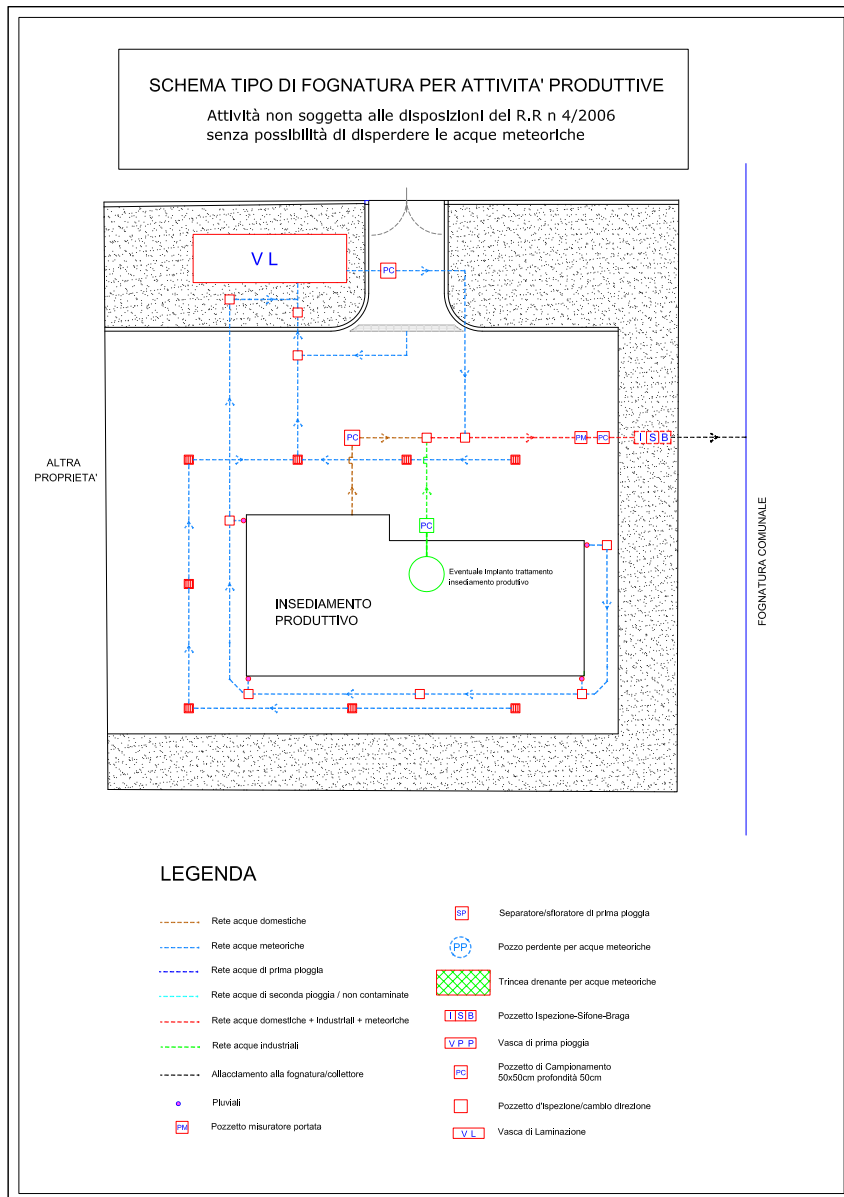 SCHEMA TIPO DI FOGNATURA PER ATTIVITA' PRODUTTIVE
Attività non soggetta alle disposizioni del R.R n 4/2006
senza possibilità di disperdere le acque meteoriche
V L
PC
PC
PM
PC
I S B
ALTRA
PROPRIETA'
PC
Eventuale Impianto trattamento
insediamento produttivo
INSEDIAMENTO
PRODUTTIVO
FOGNATURA COMUNALE
LEGENDA
Rete acque domestiche
Rete acque meteoriche
Rete acque di prima pioggia
Rete acque di seconda pioggia / non contaminate
Rete acque domestiche + industriali + meteoriche
Rete acque industriali
Allacciamento alla fognatura/collettore
Pluviali
PM Pozzetto misuratore portata
SP Separatore/sfioratore di prima pioggia
PP Pozzo perdente per acque meteoriche
Trincea drenante per acque meteoriche
I S B Pozzetto Ispezione-Sifone-Braga
V P P Vasca di prima pioggia
PC Pozzetto di Campionamento
50x50cm profondità 50cm
Pozzetto d'ispezione/cambio direzione
V L Vasca di Laminazione